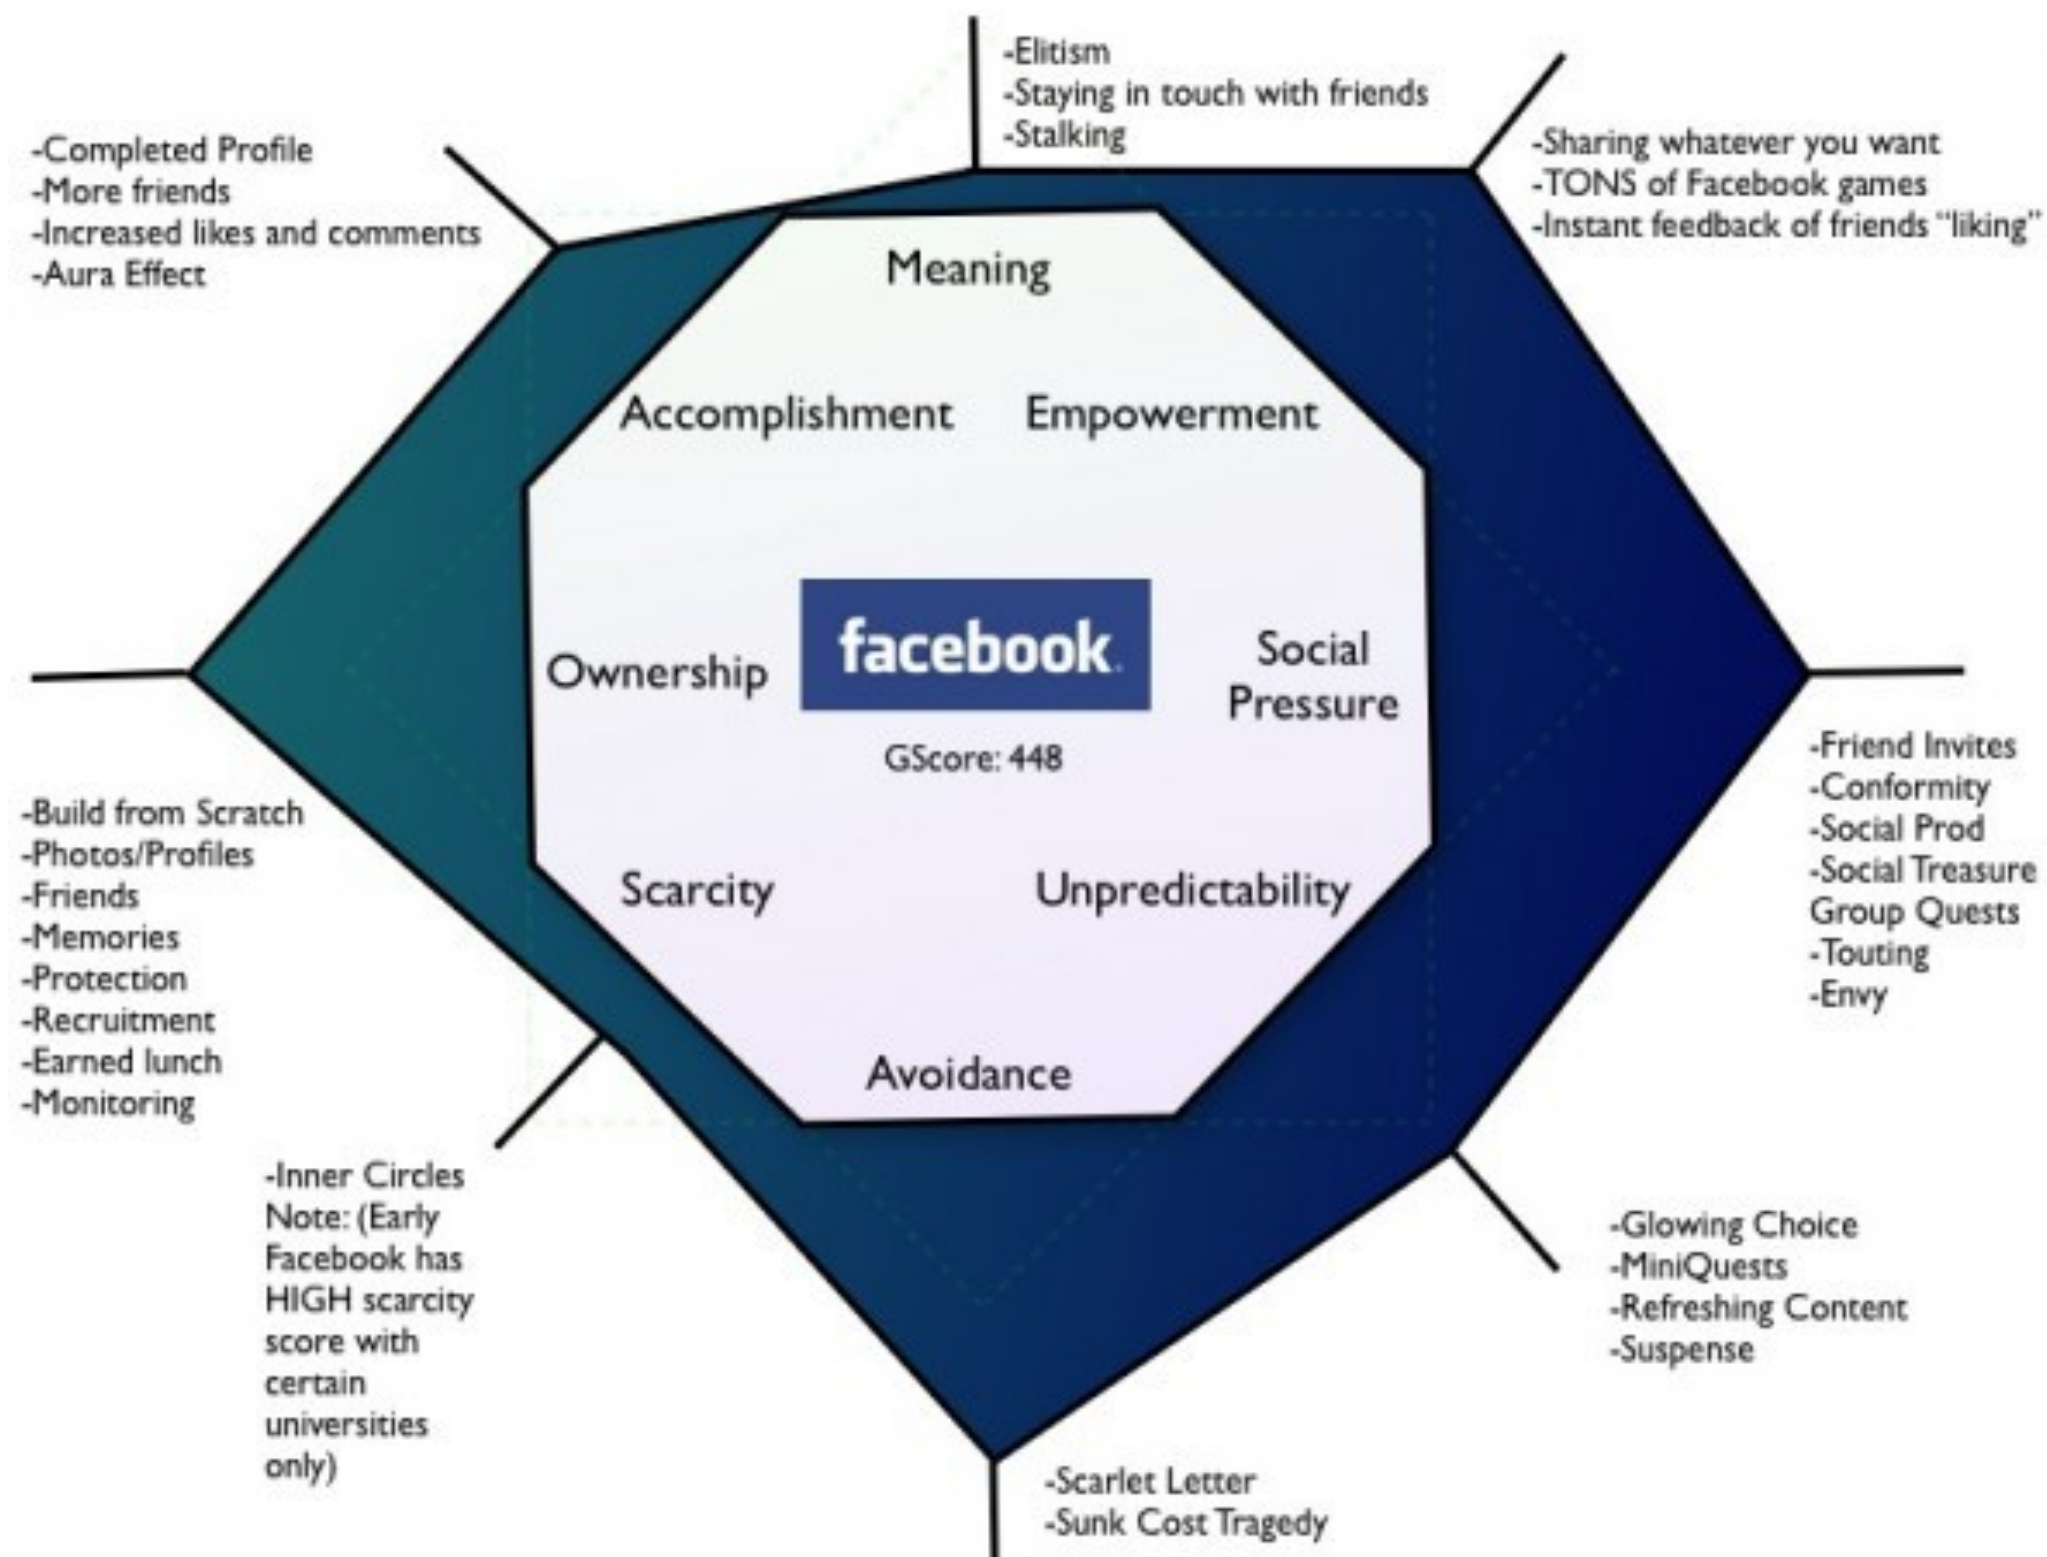 -Elitism
-Staying in touch with friends
-Stalking
-Completed Profile
-More friends
-Increased likes and comments
-Aura Effect
-Sharing whatever you want
-TONS of Facebook games
-Instant feedback of friends “liking”
Meaning
Accomplishment
Empowerment
Ownership
facebook.
GScore: 448
Social
Pressure
Scarcity
Unpredictability
Avoidance
-Build from Scratch
-Photos/Profiles
-Friends
-Memories
-Protection
-Recruitment
-Earned lunch
-Monitoring
-Friend Invites
-Conformity
-Social Prod
-Social Treasure
Group Quests
-Touting
-Envy
-Inner Circles
Note: (Early
Facebook has
HIGH scarcity
score with
certain
universities
only)
-Glowing Choice
-MiniQuests
-Refreshing Content
-Suspense
-Scarlet Letter
-Sunk Cost Tragedy